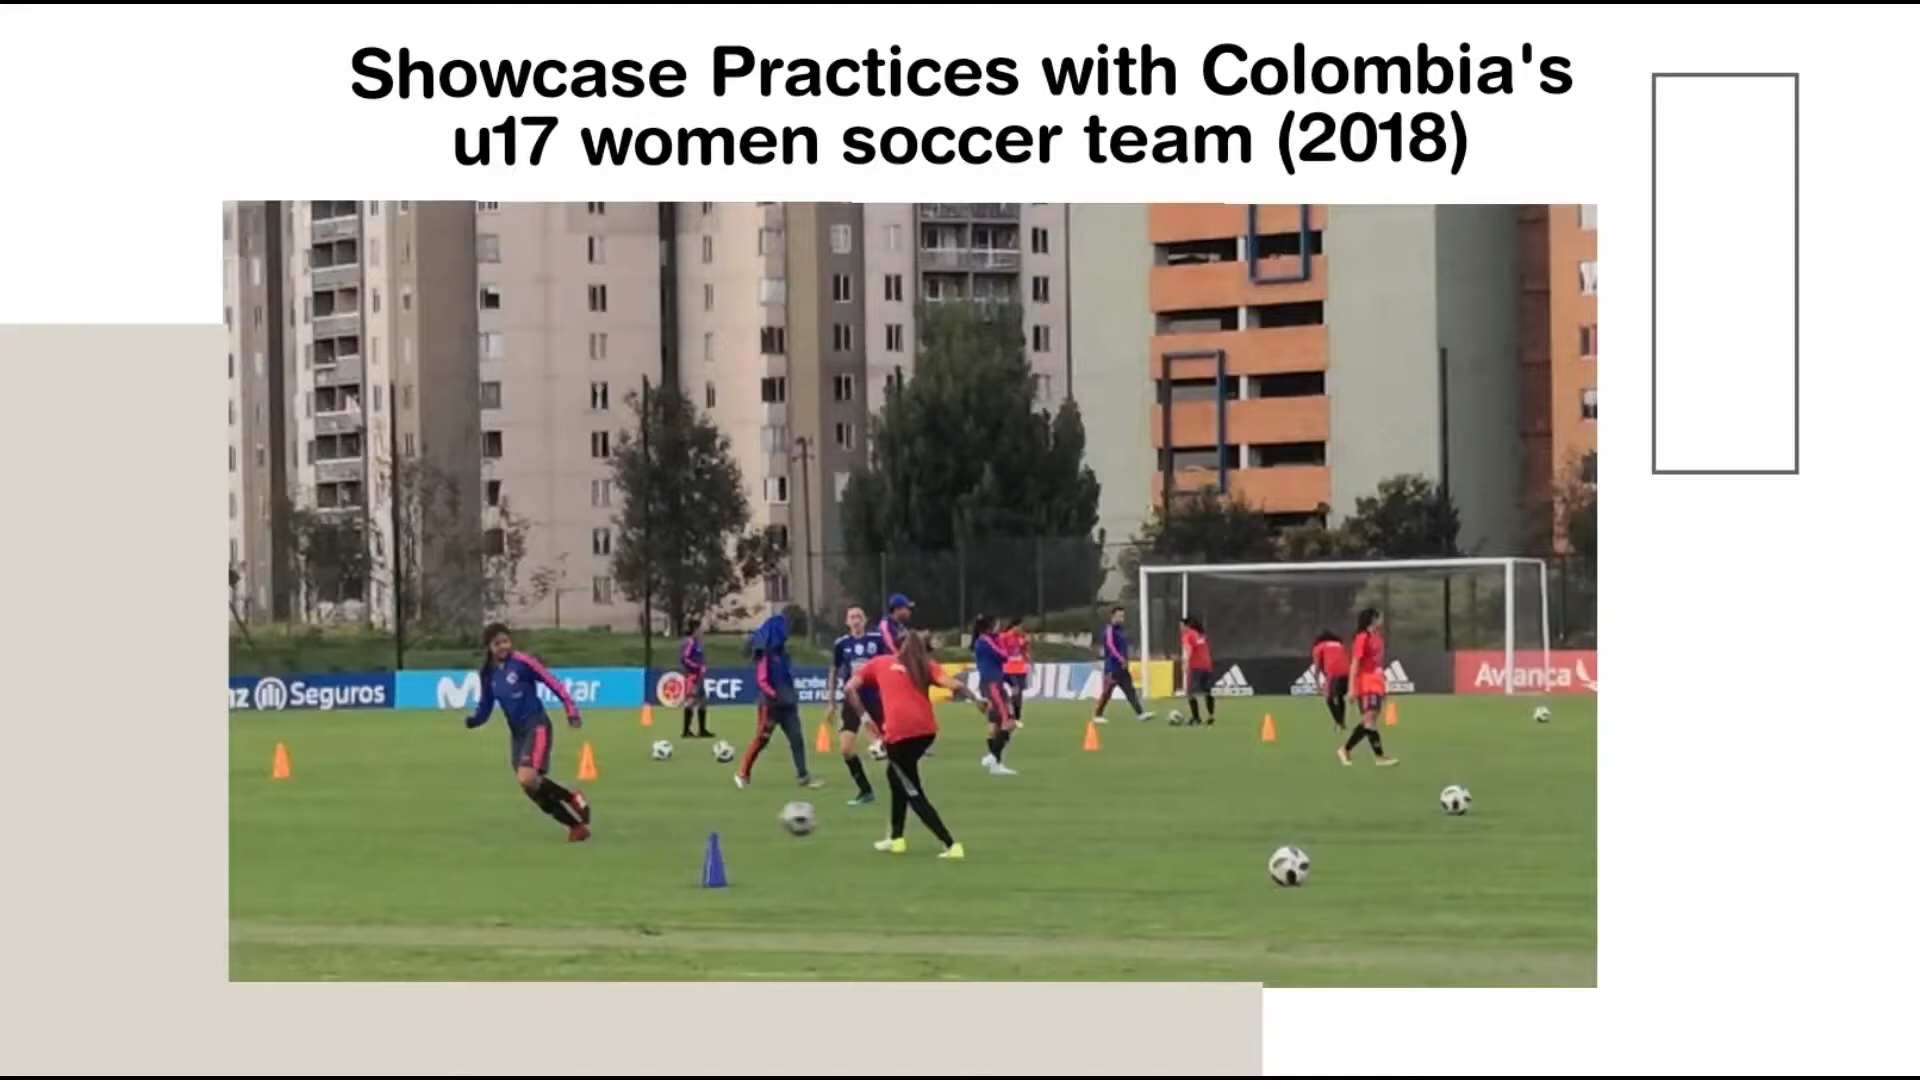 Showcase Practices with Colombia's
u17 women soccer team (2018)
Seguros
FCF
Avianca